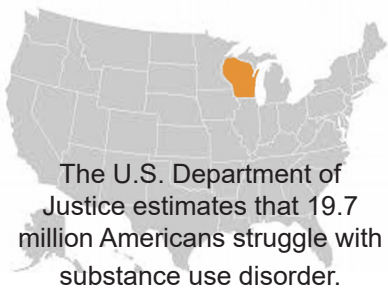 The U.S. Department of
Justice estimates that 19.7
million Americans struggle with
substance use disorder.